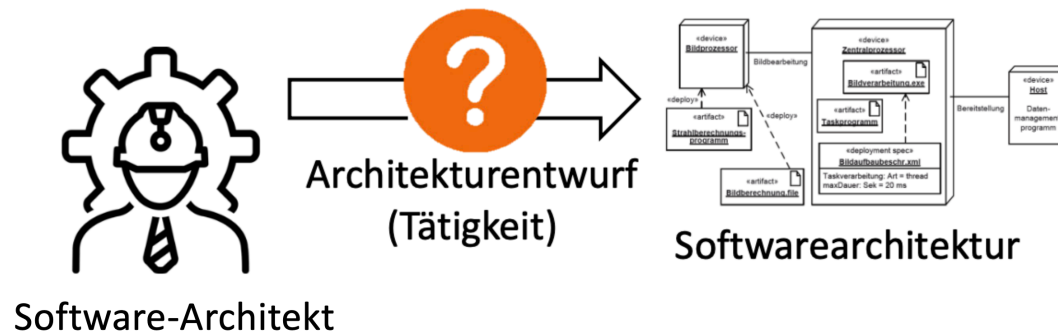 ?
Architekturentwurf
(Tätigkeit)
Software-Architekt
«device»
Bildprozessor
Bildbearbeitung
«device»
Zentralprozessor
«artifact»
Bildverarbeitung.exe
«artifact»
Taskprogramm
«deployment spec»
Bildaufbaubeschr.xml
Taskverarbeitung: Art = thread
maxDauer: Sek = 20 ms
Bereitstellung
«device»
Host
Daten-
management
programm
«deploy»
«artifact»
Strahlberechnungs-
programm
«deploy»
«artifact»
Bildberechnung.file
Softwarearchitektur